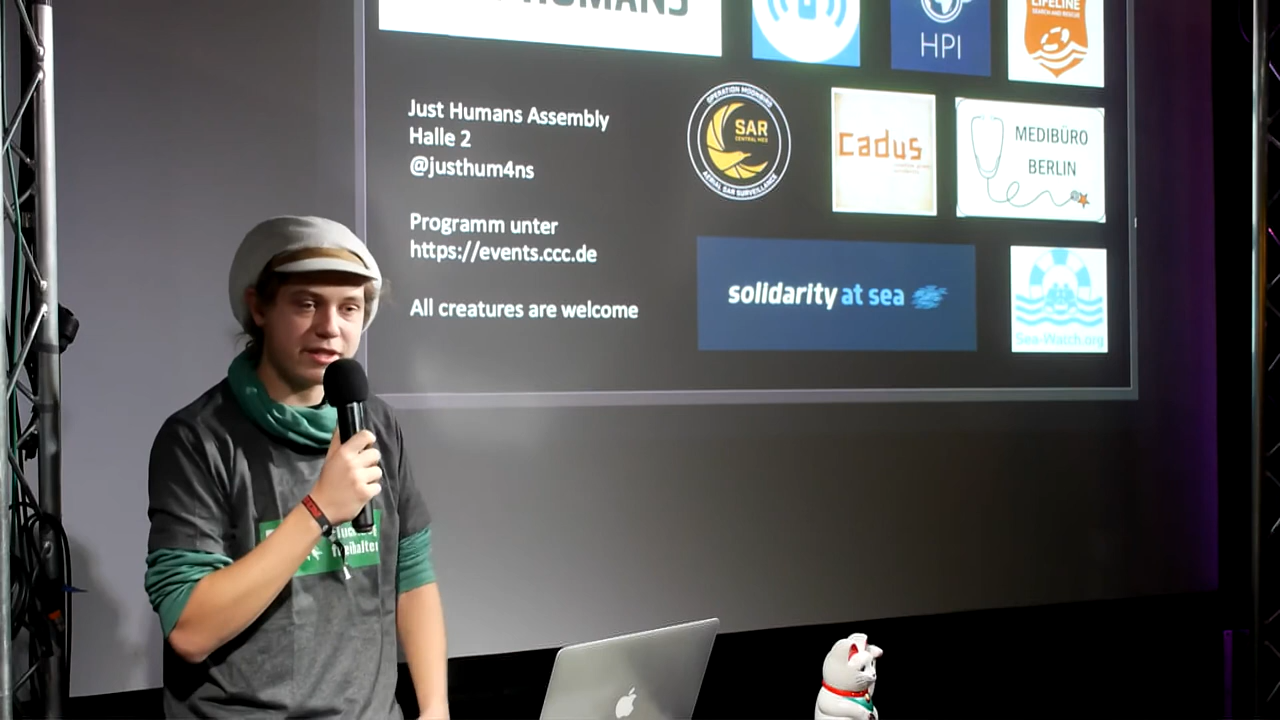 HUMANS
HPI
LIFELINE
SEARCH AND RESCUE
Just Humans Assembly
Halle 2
@justhum4ns
OPERATION MOONBIRD
SAR
CENTRAL MED
AERIAL SAR SURVEILLANCE
Cadus
MEDIBÜRO
BERLIN
Programm unter
https://events.ccc.de
All creatures are welcome
solidarity at sea
Sea-Watch.org
freihalten